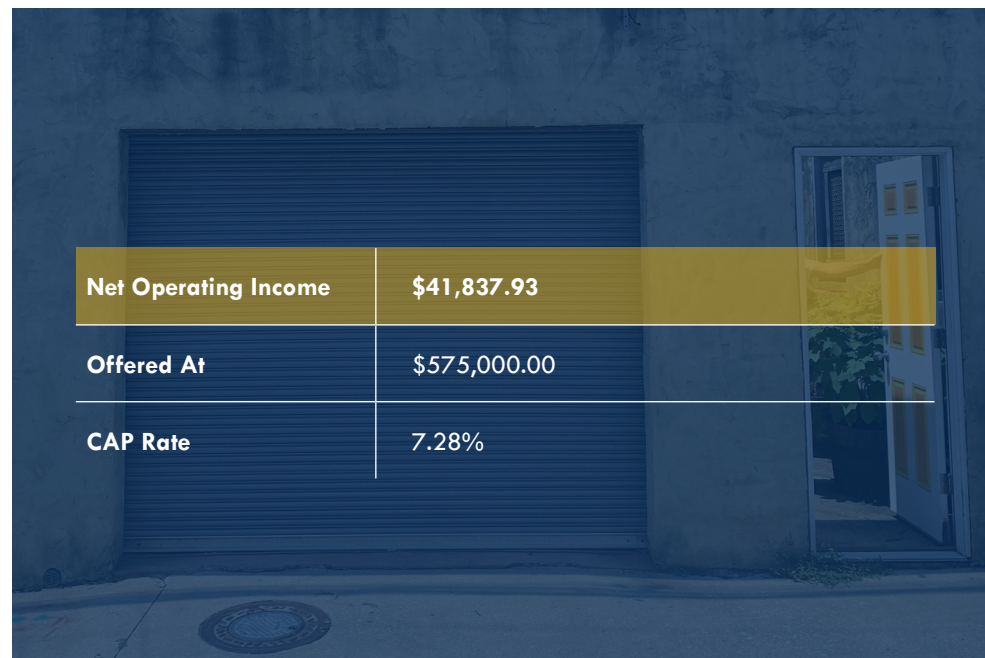 Net Operating Income $41,837.93
Offered At $575,000.00
CAP Rate 7.28%